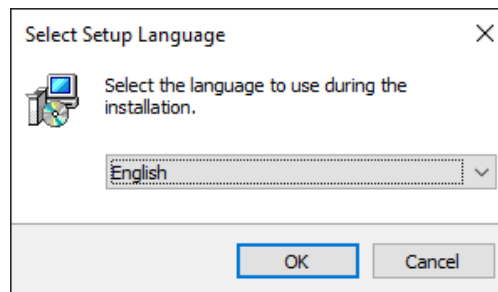 Select Setup Language
Select the language to use during the
installation.
English
OK
Cancel